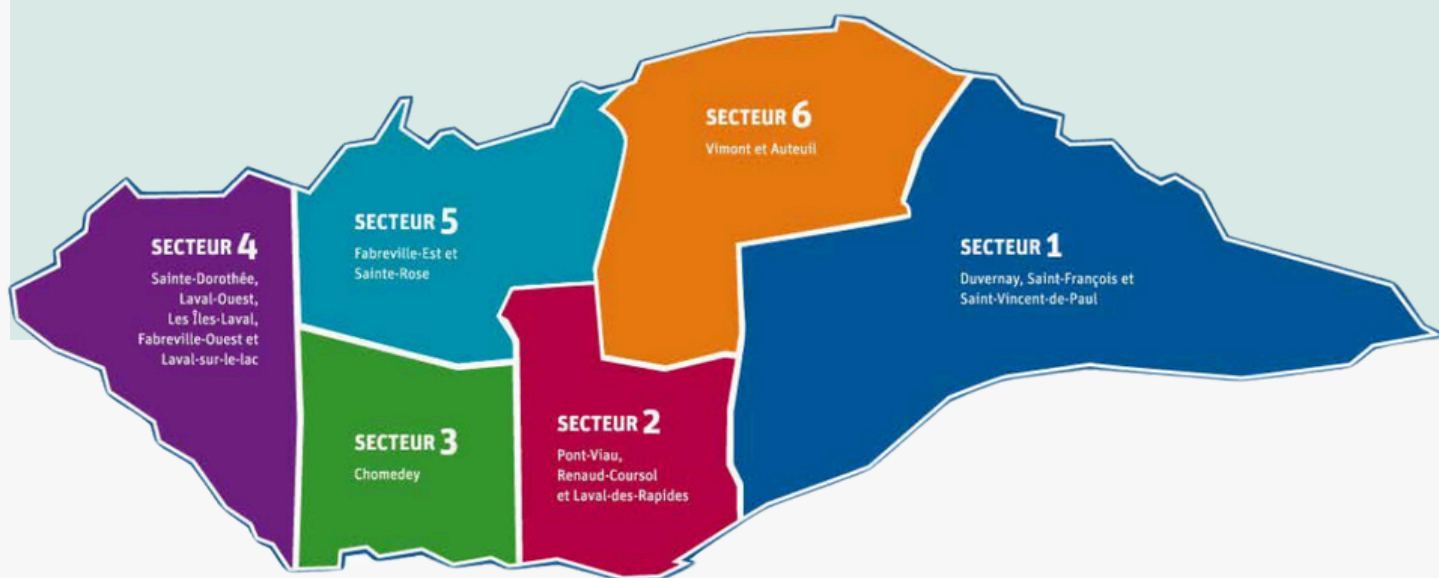 SECTEUR 6
Vimont et Auteuil
SECTEUR 5
Fabreville-Est et
Sainte-Rose
SECTEUR 4
Sainte-Dorothée,
Laval-Ouest,
Les Îles-Laval,
Fabreville-Ouest et
Laval-sur-le-lac
SECTEUR 1
Duvernay, Saint-François et
Saint-Vincent-de-Paul
SECTEUR 3
Chomedey
SECTEUR 2
Pont-Viau,
Renaud-Coursol
et Laval-des-Rapides